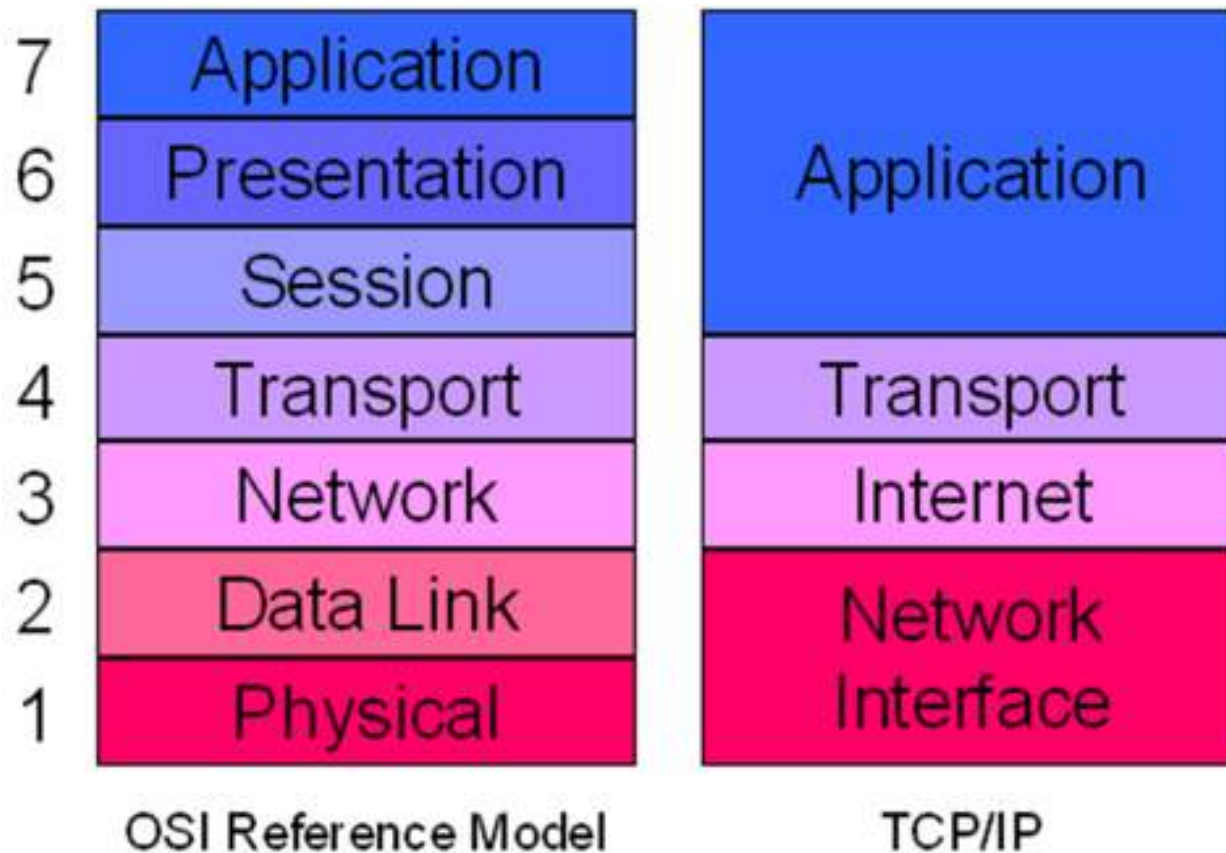 7 Application
6 Presentation
5 Session
4 Transport
3 Network
2 Data Link
1 Physical
OSI Reference Model
Application
Transport
Internet
Network
Interface
TCP/IP